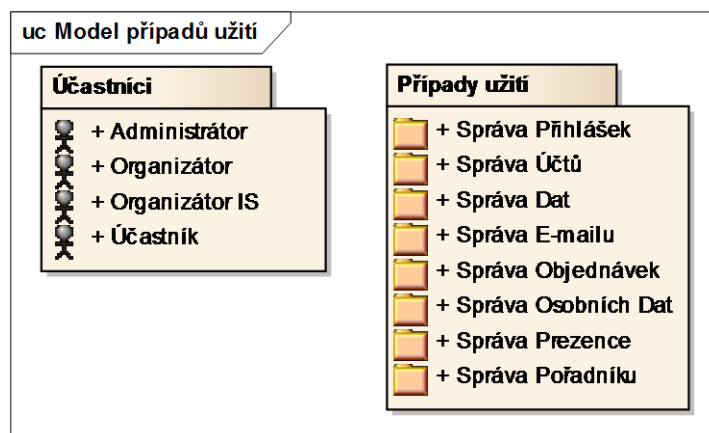 uc Model případů užití
Účastníci
+ Administrátor
+ Organizátor
+ Organizátor IS
+ Účastník
Případy užití
+ Správa Přihlášek
+ Správa Účtů
+ Správa Dat
+ Správa E-mailu
+ Správa Objednávek
+ Správa Osobních Dat
+ Správa Prezence
+ Správa Pořadníku